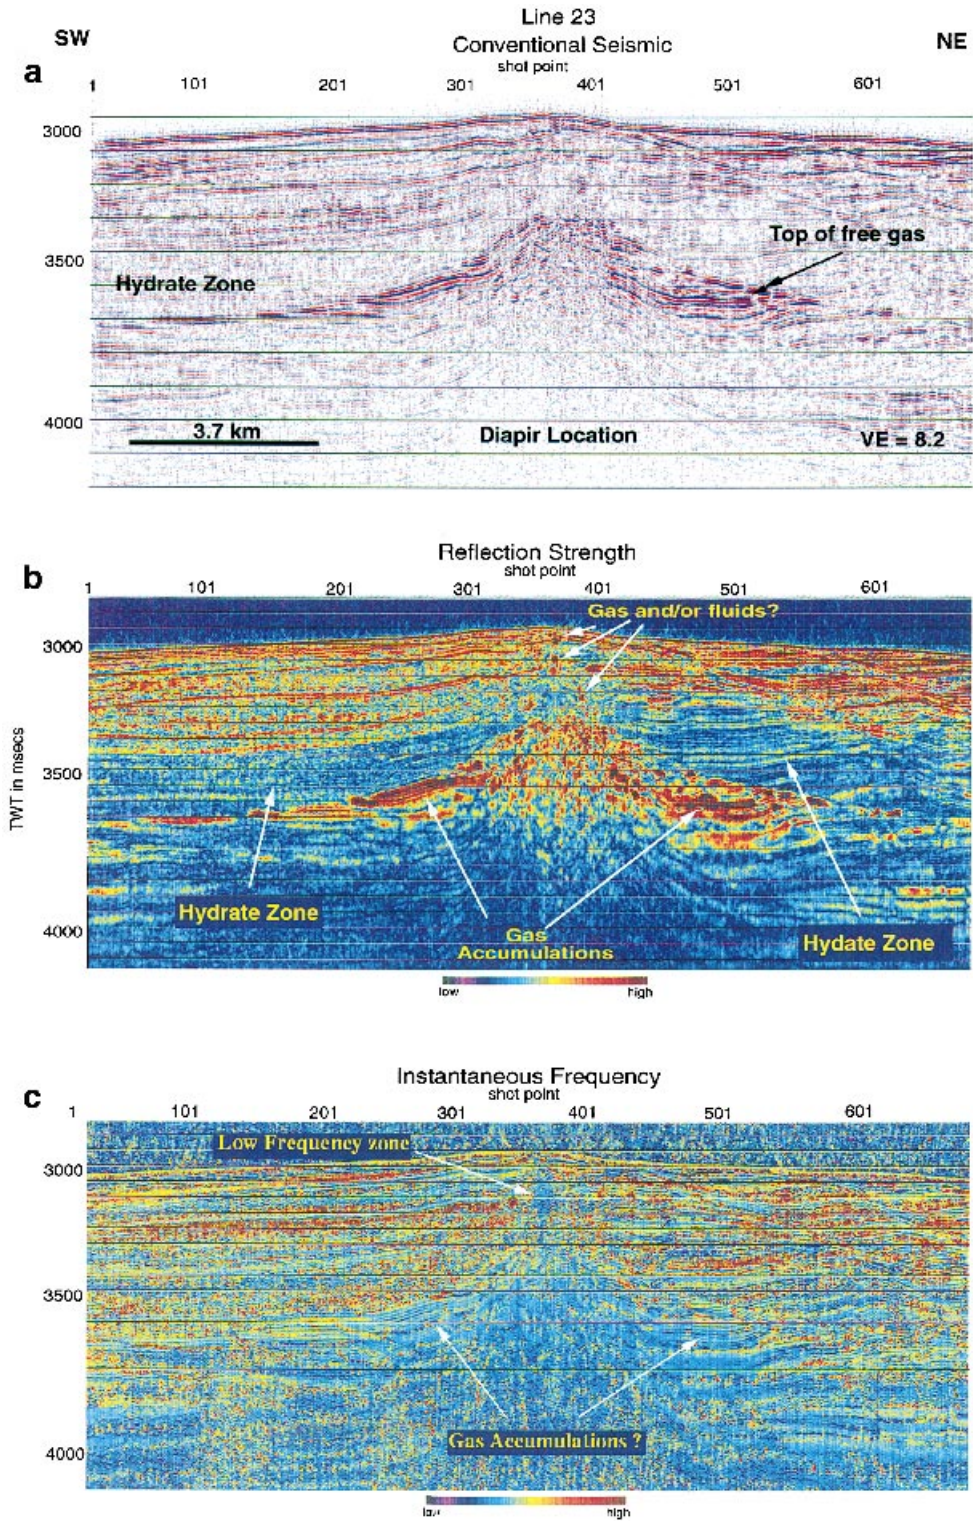 Line 23
SW
Conventional Seismic
NE
a
shot point
1 101 201 301 401 501 601
3000
Top of free gas
3500
Hydrate Zone
4000
3.7 km
Diapir Location
VE = 8.2
Reflection Strength
b
shot point
1 101 201 301 401 501 601
Gas and/or fluids?
3000
TWT in msecs
3500
Hydrate Zone
4000
Gas
Accumulations
Hydate Zone
low high
Instantaneous Frequency
c
shot point
1 101 201 301 401 501 601
Low Frequency zone
3000
3500
Gas Accumulations ?
4000
low high